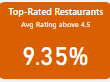 Top-Rated Restaurants
Avg Rating above 4.5
9.35%